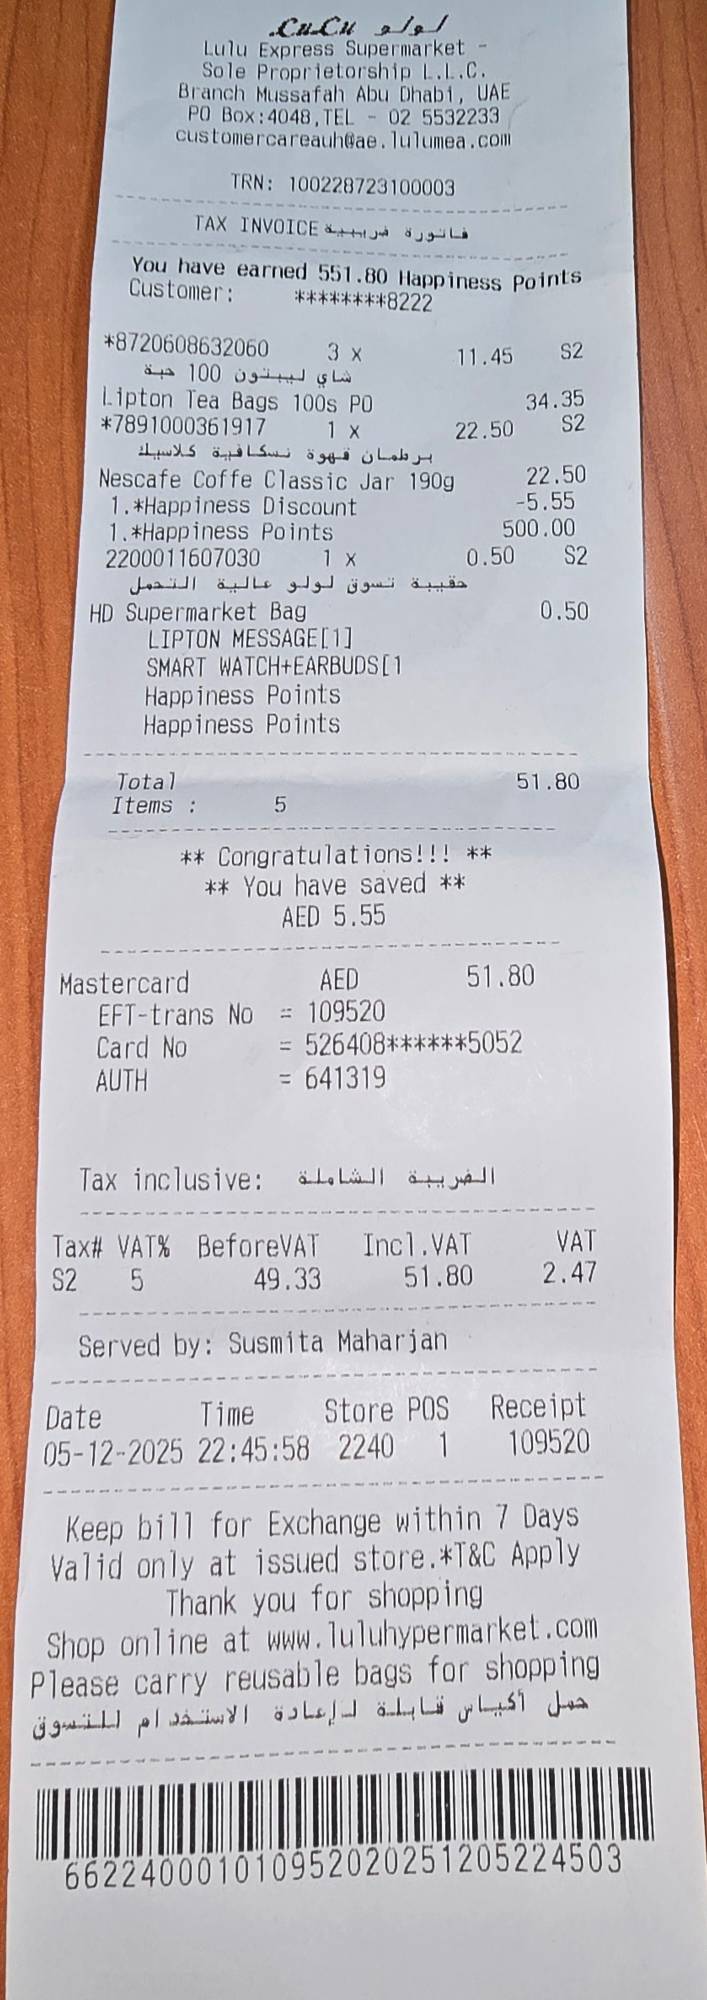 LuLu لولو
Lulu Express Supermarket -
Sole Proprietorship L.L.C.
Branch Mussafah Abu Dhabi, UAE
PO Box:4048,TEL - 02 5532233
customercareauh@ae.lulumea.com
TRN: 100228723100003
TAX INVOICE فاتورة ضريبية
You have earned 551.80 Happiness Points
Customer: ********8222
*8720608632060 3 x 11.45 S2
شاي ليبتون 100 حبة
Lipton Tea Bags 100s PO 34.35
*7891000361917 1 x 22.50 S2
برطمان قهوة نسكافية كلاسيك
Nescafe Coffe Classic Jar 190g 22.50
1.*Happiness Discount -5.55
1.*Happiness Points 500.00
2200011607030 1 x 0.50 S2
حقيبة تسوق لولو عالية التحمل
HD Supermarket Bag 0.50
LIPTON MESSAGE[1]
SMART WATCH+EARBUDS[1
Happiness Points
Happiness Points
Total 51.80
Items : 5
** Congratulations!!! **
** You have saved **
AED 5.55
Mastercard AED 51.80
EFT-trans No = 109520
Card No = 526408******5052
AUTH = 641319
Tax inclusive: الضريبة الشاملة
Tax# VAT% BeforeVAT Incl.VAT VAT
S2 5 49.33 51.80 2.47
Served by: Susmita Maharjan
Date Time Store POS Receipt
05-12-2025 22:45:58 2240 1 109520
Keep bill for Exchange within 7 Days
Valid only at issued store.*T&C Apply
Thank you for shopping
Shop online at www.luluhypermarket.com
Please carry reusable bags for shopping
حمل أكياس قابلة لإعادة الاستخدام للتسوق
662240001010952020251205224503